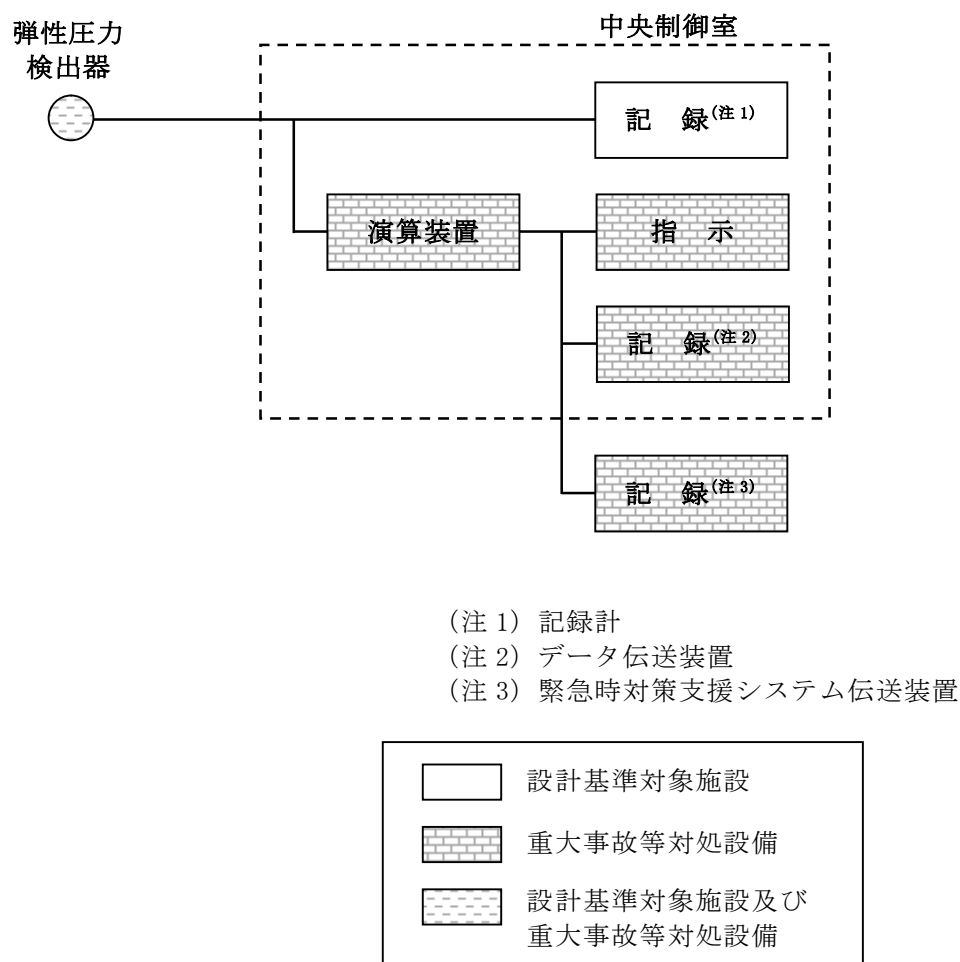 弾性圧力
検出器
中央制御室
記　録(注 1)
演算装置
指　示
記　録(注 2)
記　録(注 3)
（注 1）記録計
（注 2）データ伝送装置
（注 3）緊急時対策支援システム伝送装置
設計基準対象施設
重大事故等対処設備
設計基準対象施設及び
重大事故等対処設備